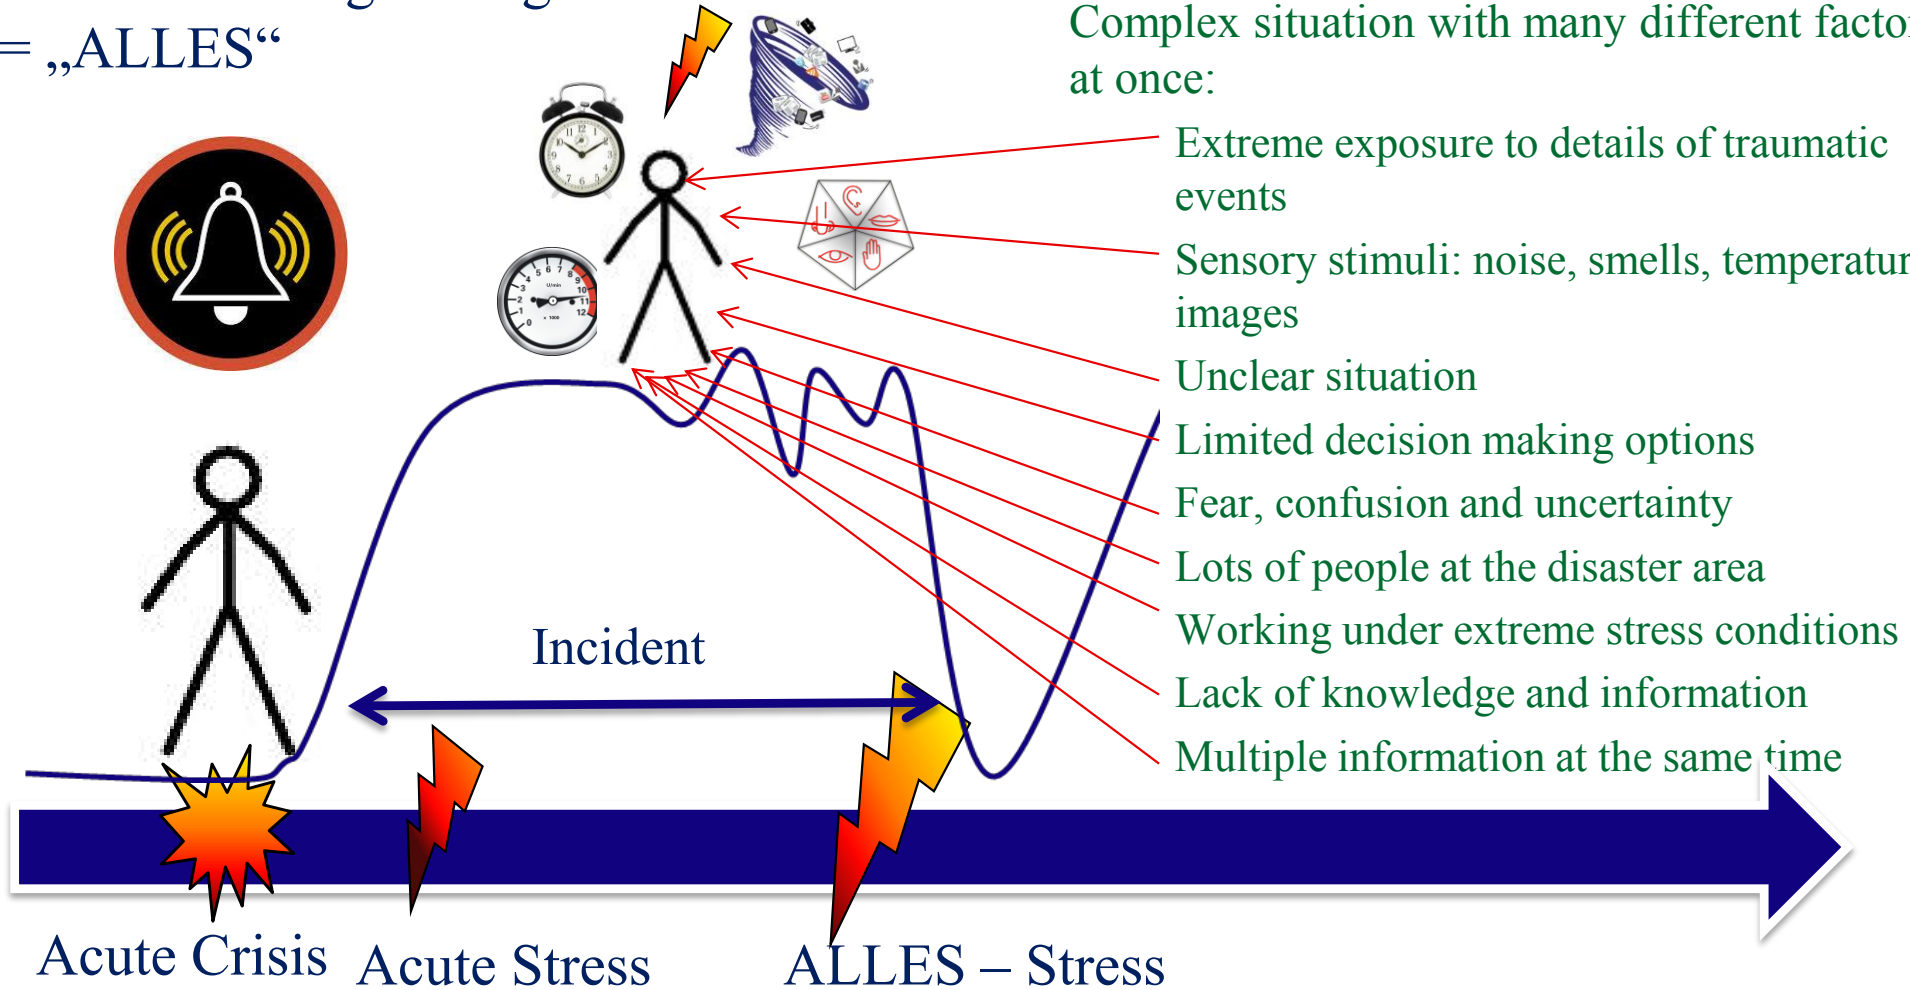 = „ALLES“
Complex situation with many different
at once:
Extreme exposure to details of traumatic
events
Sensory stimuli: noise, smells,
images
Unclear situation
Limited decision making options
Fear, confusion and uncertainty
Lots of people at the disaster area
Working under extreme stress conditions
Lack of knowledge and information
Multiple information at the same time
Incident
Acute Crisis
Acute Stress
ALLES – Stress